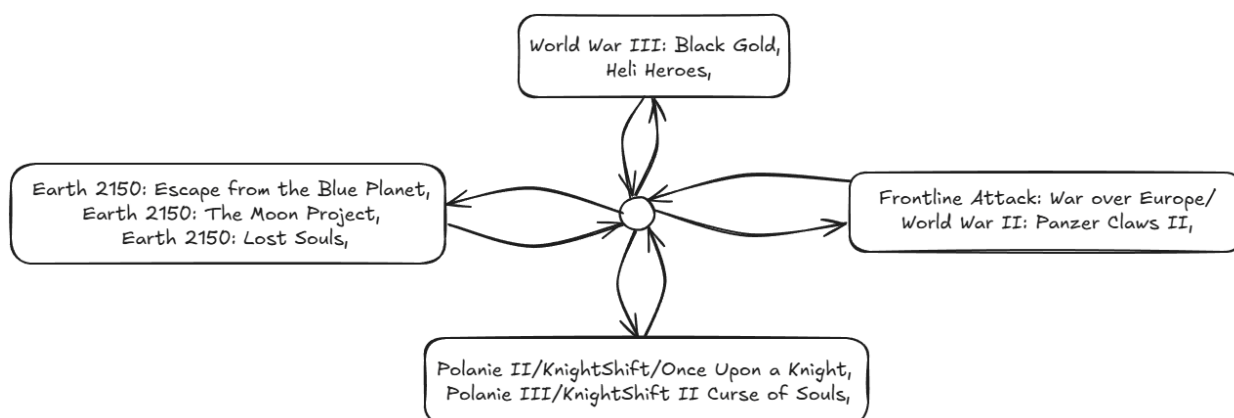 World War III: Black Gold,
Heli Heroes,
Earth 2150: Escape from the Blue Planet,
Earth 2150: The Moon Project,
Earth 2150: Lost Souls,
Frontline Attack: War over Europe/
World War II: Panzer Claws II,
Polanie II/KnightShift/Once Upon a Knight,
Polanie III/KnightShift II Curse of Souls,